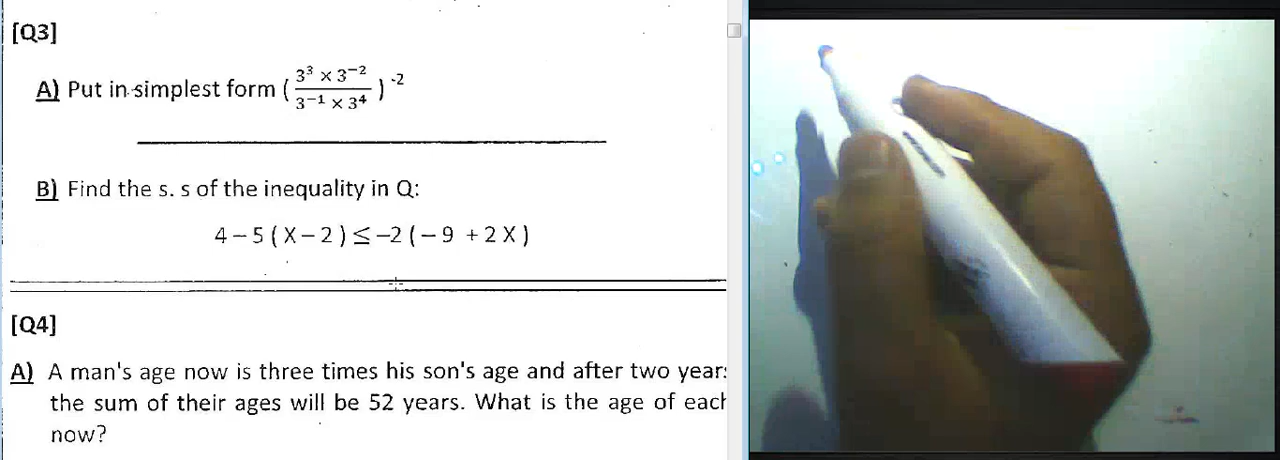 [Q3]
A) Put in simplest form ( 3³ × 3⁻² / 3⁻¹ × 3⁴ ) ⁻²
B) Find the s. s of the inequality in Q:
4 – 5 ( X – 2 ) ≤ –2 ( – 9 + 2 X )
[Q4]
A) A man's age now is three times his son's age and after two years
the sum of their ages will be 52 years. What is the age of each
now?